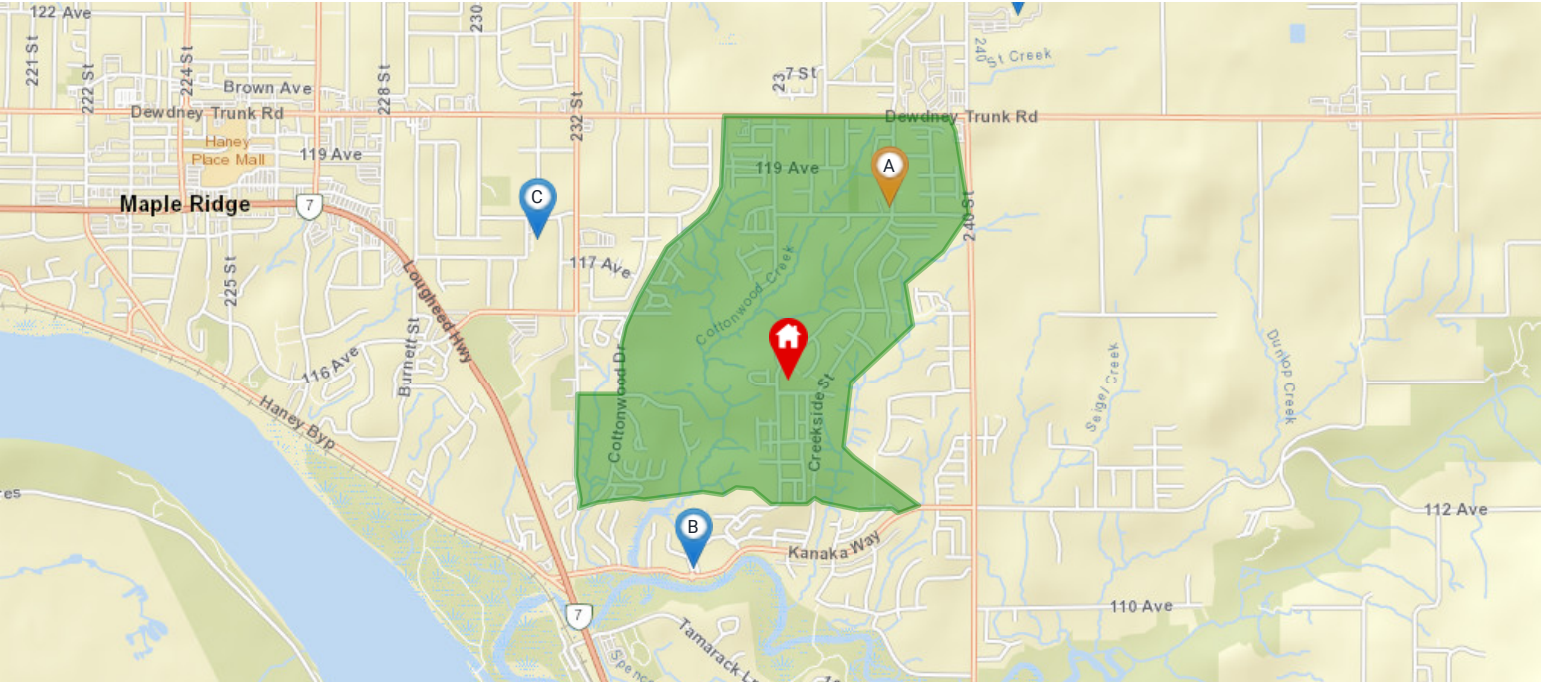 122 Ave
221 St
222 St
224 St
228 St
230
232 St
23
7 St
240
St Creek
Brown Ave
Dewdney Trunk Rd
Dewdney Trunk Rd
Haney
Place Mall
119 Ave
119 Ave
A
C
Maple Ridge
7
240 St
117 Ave
225 St
Lougheed Hwy
Cottonwood Creek
Burnett St
116 Ave
Haney Byp
Cottonwood Dr
Creekside St
Seigel Creek
Dunlop Creek
res
112 Ave
B
Kanaka Way
110 Ave
7
Tamarack L
Spenc